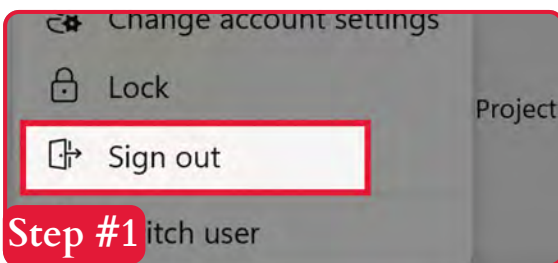 Change account settings
Lock
Project
Sign out
Step #1
itch user